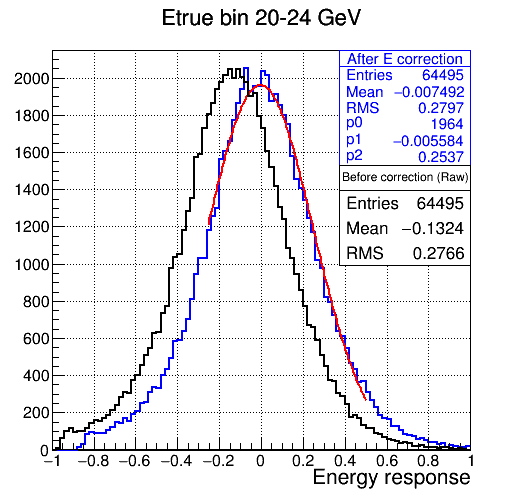 Etrue bin 20-24 GeV
After E correction
Entries 64495
Mean −0.007492
RMS 0.2797
p0 1964
p1 −0.005584
p2 0.2537
Before correction (Raw)
Entries 64495
Mean −0.1324
RMS 0.2766
2000
1800
1600
1400
1200
1000
800
600
400
200
0
−1 −0.8 −0.6 −0.4 −0.2 0 0.2 0.4 0.6 0.8 1
Energy response